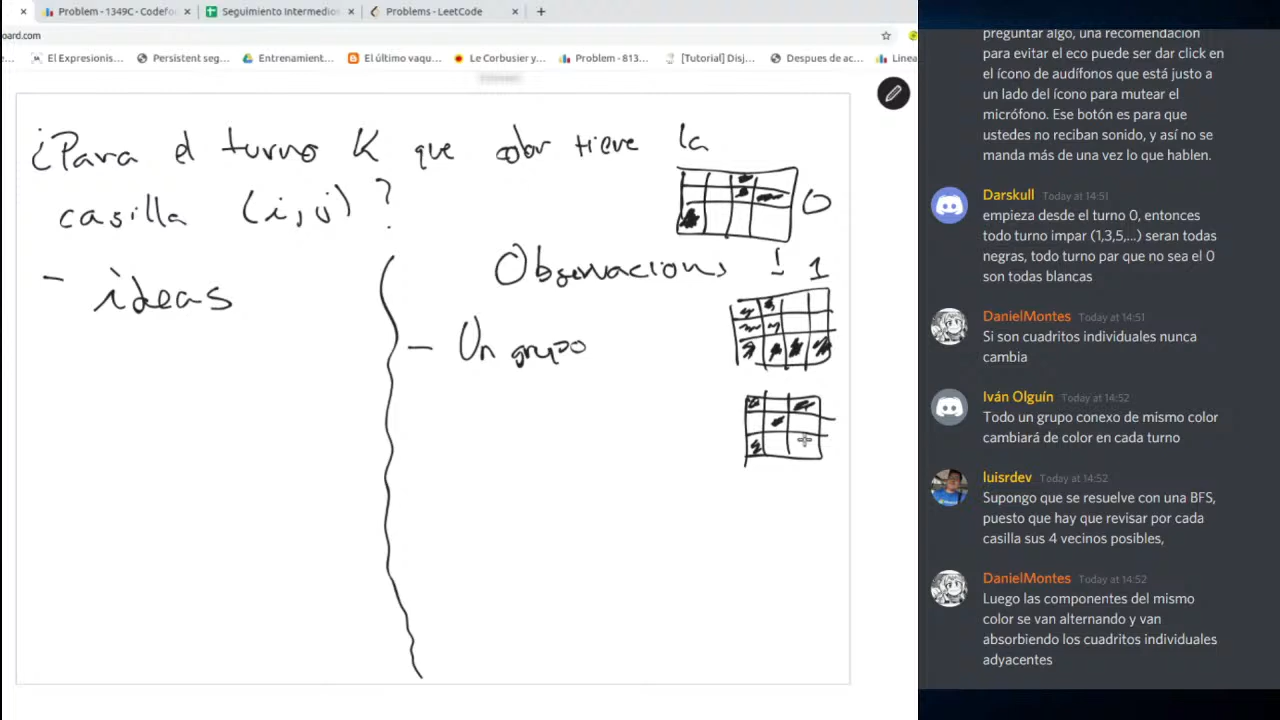 Problem - 1349C - Codefo
Seguimiento Intermedio
Problems - LeetCode
oard.com
El Expresionis...
Persistent seg...
Entrenamient...
El último vaqu...
Le Corbusier y...
Problem - 813...
[Tutorial] Disj...
Despues de ac...
Linea
¿Para el turno K que color tiene la
casilla (i,j)?
0
- ideas
Observaciones ! 1
- Un grupo
preguntar algo, una recomendación
para evitar el eco puede ser dar click en
el ícono de audífonos que está justo a
un lado del ícono para mutear el
micrófono. Ese botón es para que
ustedes no reciban sonido, y así no se
manda más de una vez lo que hablen.
Darskull Today at 14:51
empieza desde el turno 0, entonces
todo turno impar (1,3,5,...) seran todas
negras, todo turno par que no sea el 0
son todas blancas
DanielMontes Today at 14:51
Si son cuadritos individuales nunca
cambia
Iván Olguín Today at 14:52
Todo un grupo conexo de mismo color
cambiará de color en cada turno
luisrdev Today at 14:52
Supongo que se resuelve con una BFS,
puesto que hay que revisar por cada
casilla sus 4 vecinos posibles,
DanielMontes Today at 14:52
Luego las componentes del mismo
color se van alternando y van
absorbiendo los cuadritos individuales
adyacentes